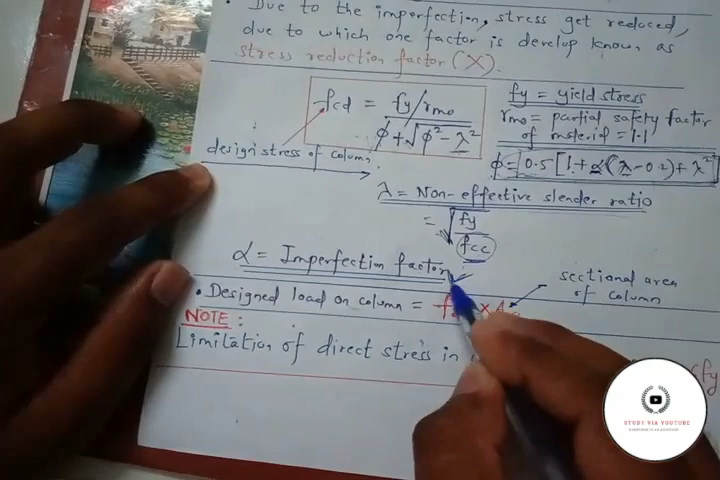 • Due to the imperfection, stress get reduced,
due to which one factor is develop known as
stress reduction factor (X).
fcd = fy/rmo
ϕ+√ϕ²-λ²
fy = yield stress
rmo = partial safety factor
of material = 1.1
ϕ = 0.5[1+α(λ-0.2)+λ²]
design stress of column
λ = Non-effective slender ratio
= √fy
fcc
α = Imperfection factor
sectional area
of column
• Designed load on column =
NOTE:
Limitation of direct stress in
STUDY VIA YOUTUBE